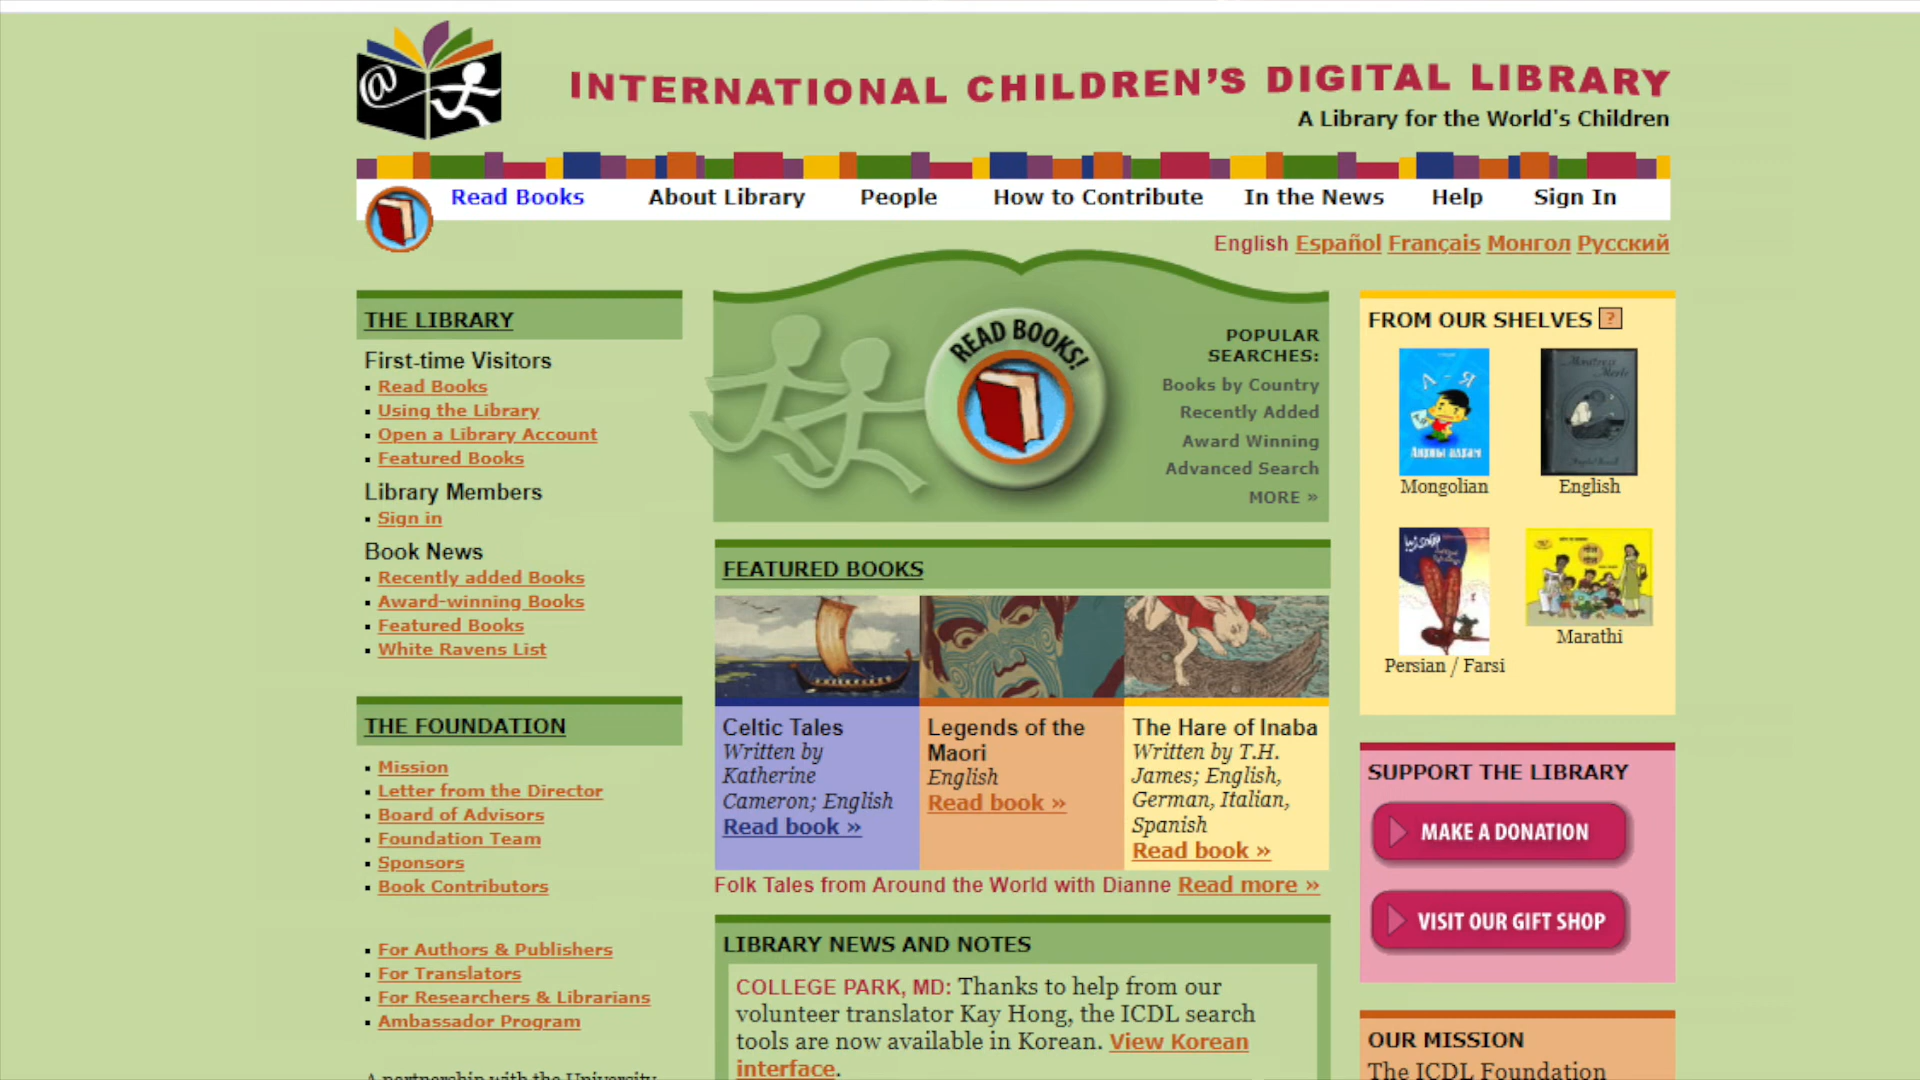 @
INTERNATIONAL CHILDREN'S DIGITAL LIBRARY
A Library for the World's Children
Read Books About Library People How to Contribute In the News Help Sign In
English Español Français Монгол Русский
THE LIBRARY
First-time Visitors
Read Books
Using the Library
Open a Library Account
Featured Books
Library Members
Sign in
Book News
Recently added Books
Award-winning Books
Featured Books
White Ravens List
THE FOUNDATION
Mission
Letter from the Director
Board of Advisors
Foundation Team
Sponsors
Book Contributors
For Authors & Publishers
For Translators
For Researchers & Librarians
Ambassador Program
A partnership with the University
READ BOOKS!
POPULAR
SEARCHES:
Books by Country
Recently Added
Award Winning
Advanced Search
MORE »
FEATURED BOOKS
Celtic Tales
Written by
Katherine
Cameron; English
Read book »
Legends of the
Maori
English
Read book »
The Hare of Inaba
Written by T.H.
James; English,
German, Italian,
Spanish
Read book »
Folk Tales from Around the World with Dianne Read more »
LIBRARY NEWS AND NOTES
COLLEGE PARK, MD: Thanks to help from our
volunteer translator Kay Hong, the ICDL search
tools are now available in Korean. View Korean
interface.
FROM OUR SHELVES ?
Л - Я
Mongolian
English
Persian / Farsi
Marathi
SUPPORT THE LIBRARY
MAKE A DONATION
VISIT OUR GIFT SHOP
OUR MISSION
The ICDL Foundation